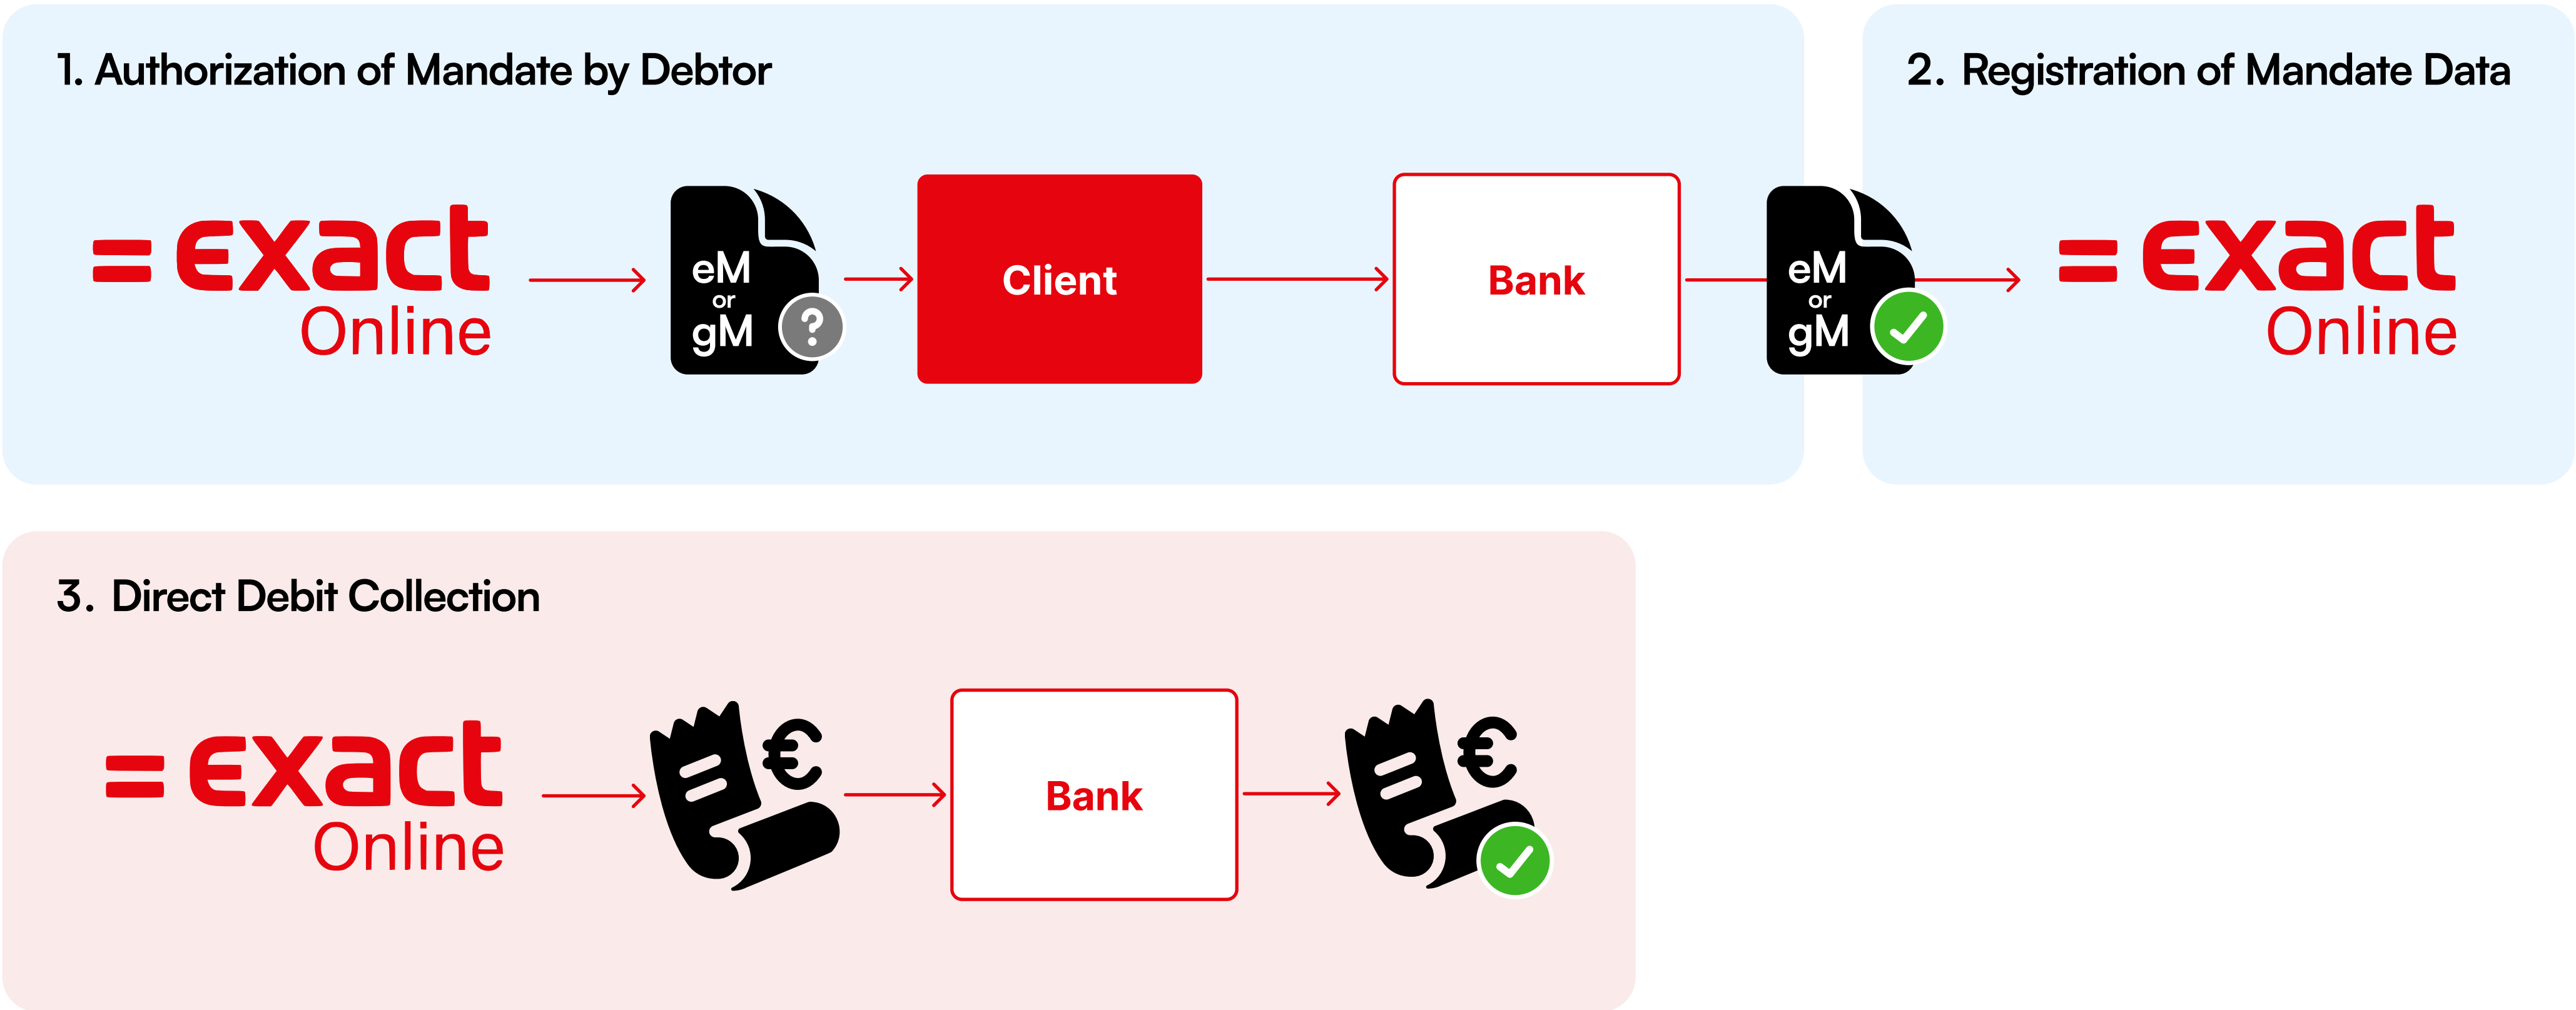 1. Authorization of Mandate by Debtor
2. Registration of Mandate Data
=exact
Online
eM
or
gM
?
Client
Bank
eM
or
gM
=exact
Online
3. Direct Debit Collection
=exact
Online
€
Bank
€